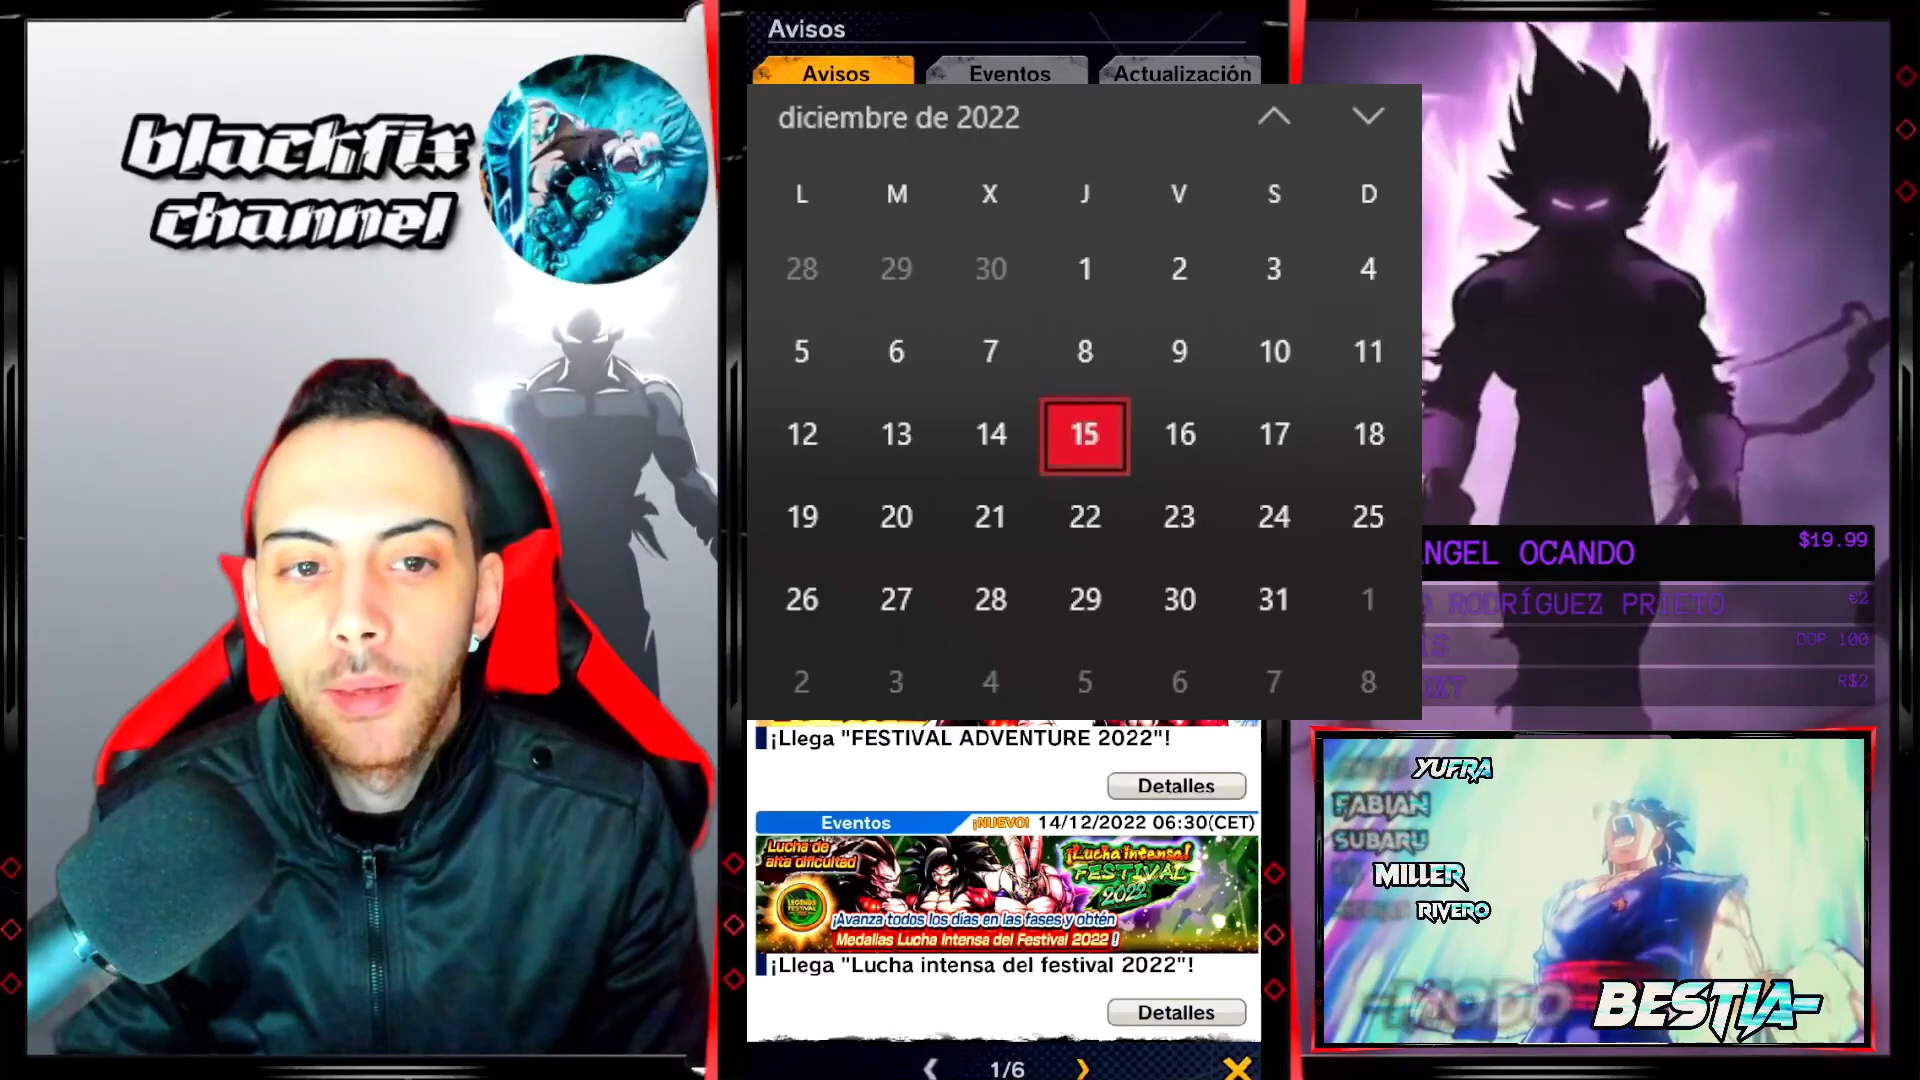 blackfix
channel
Avisos
Avisos
Eventos
Actualización
diciembre de 2022
L M X J V S D
28 29 30 1 2 3 4
5 6 7 8 9 10 11
12 13 14 15 16 17 18
19 20 21 22 23 24 25
26 27 28 29 30 31 1
2 3 4 5 6 7 8
¡Llega "FESTIVAL ADVENTURE 2022"!
Detalles
Eventos ¡NUEVO! 14/12/2022 06:30(CET)
Lucha de
alta dificultad
¡Lucha intensa!
FESTIVAL
2022
LEGENDS
FESTIVAL
¡Avanza todos los días en las fases y obtén
Medallas Lucha Intensa del Festival 2022!
¡Llega "Lucha intensa del festival 2022"!
Detalles
1/6
NGEL OCANDO $19.99
RODRÍGUEZ PRIETO €2
DOP 100
R$2
YUFRA
FABIAN
SUBARU
MILLER
RIVERO
-MODO
BESTIA-